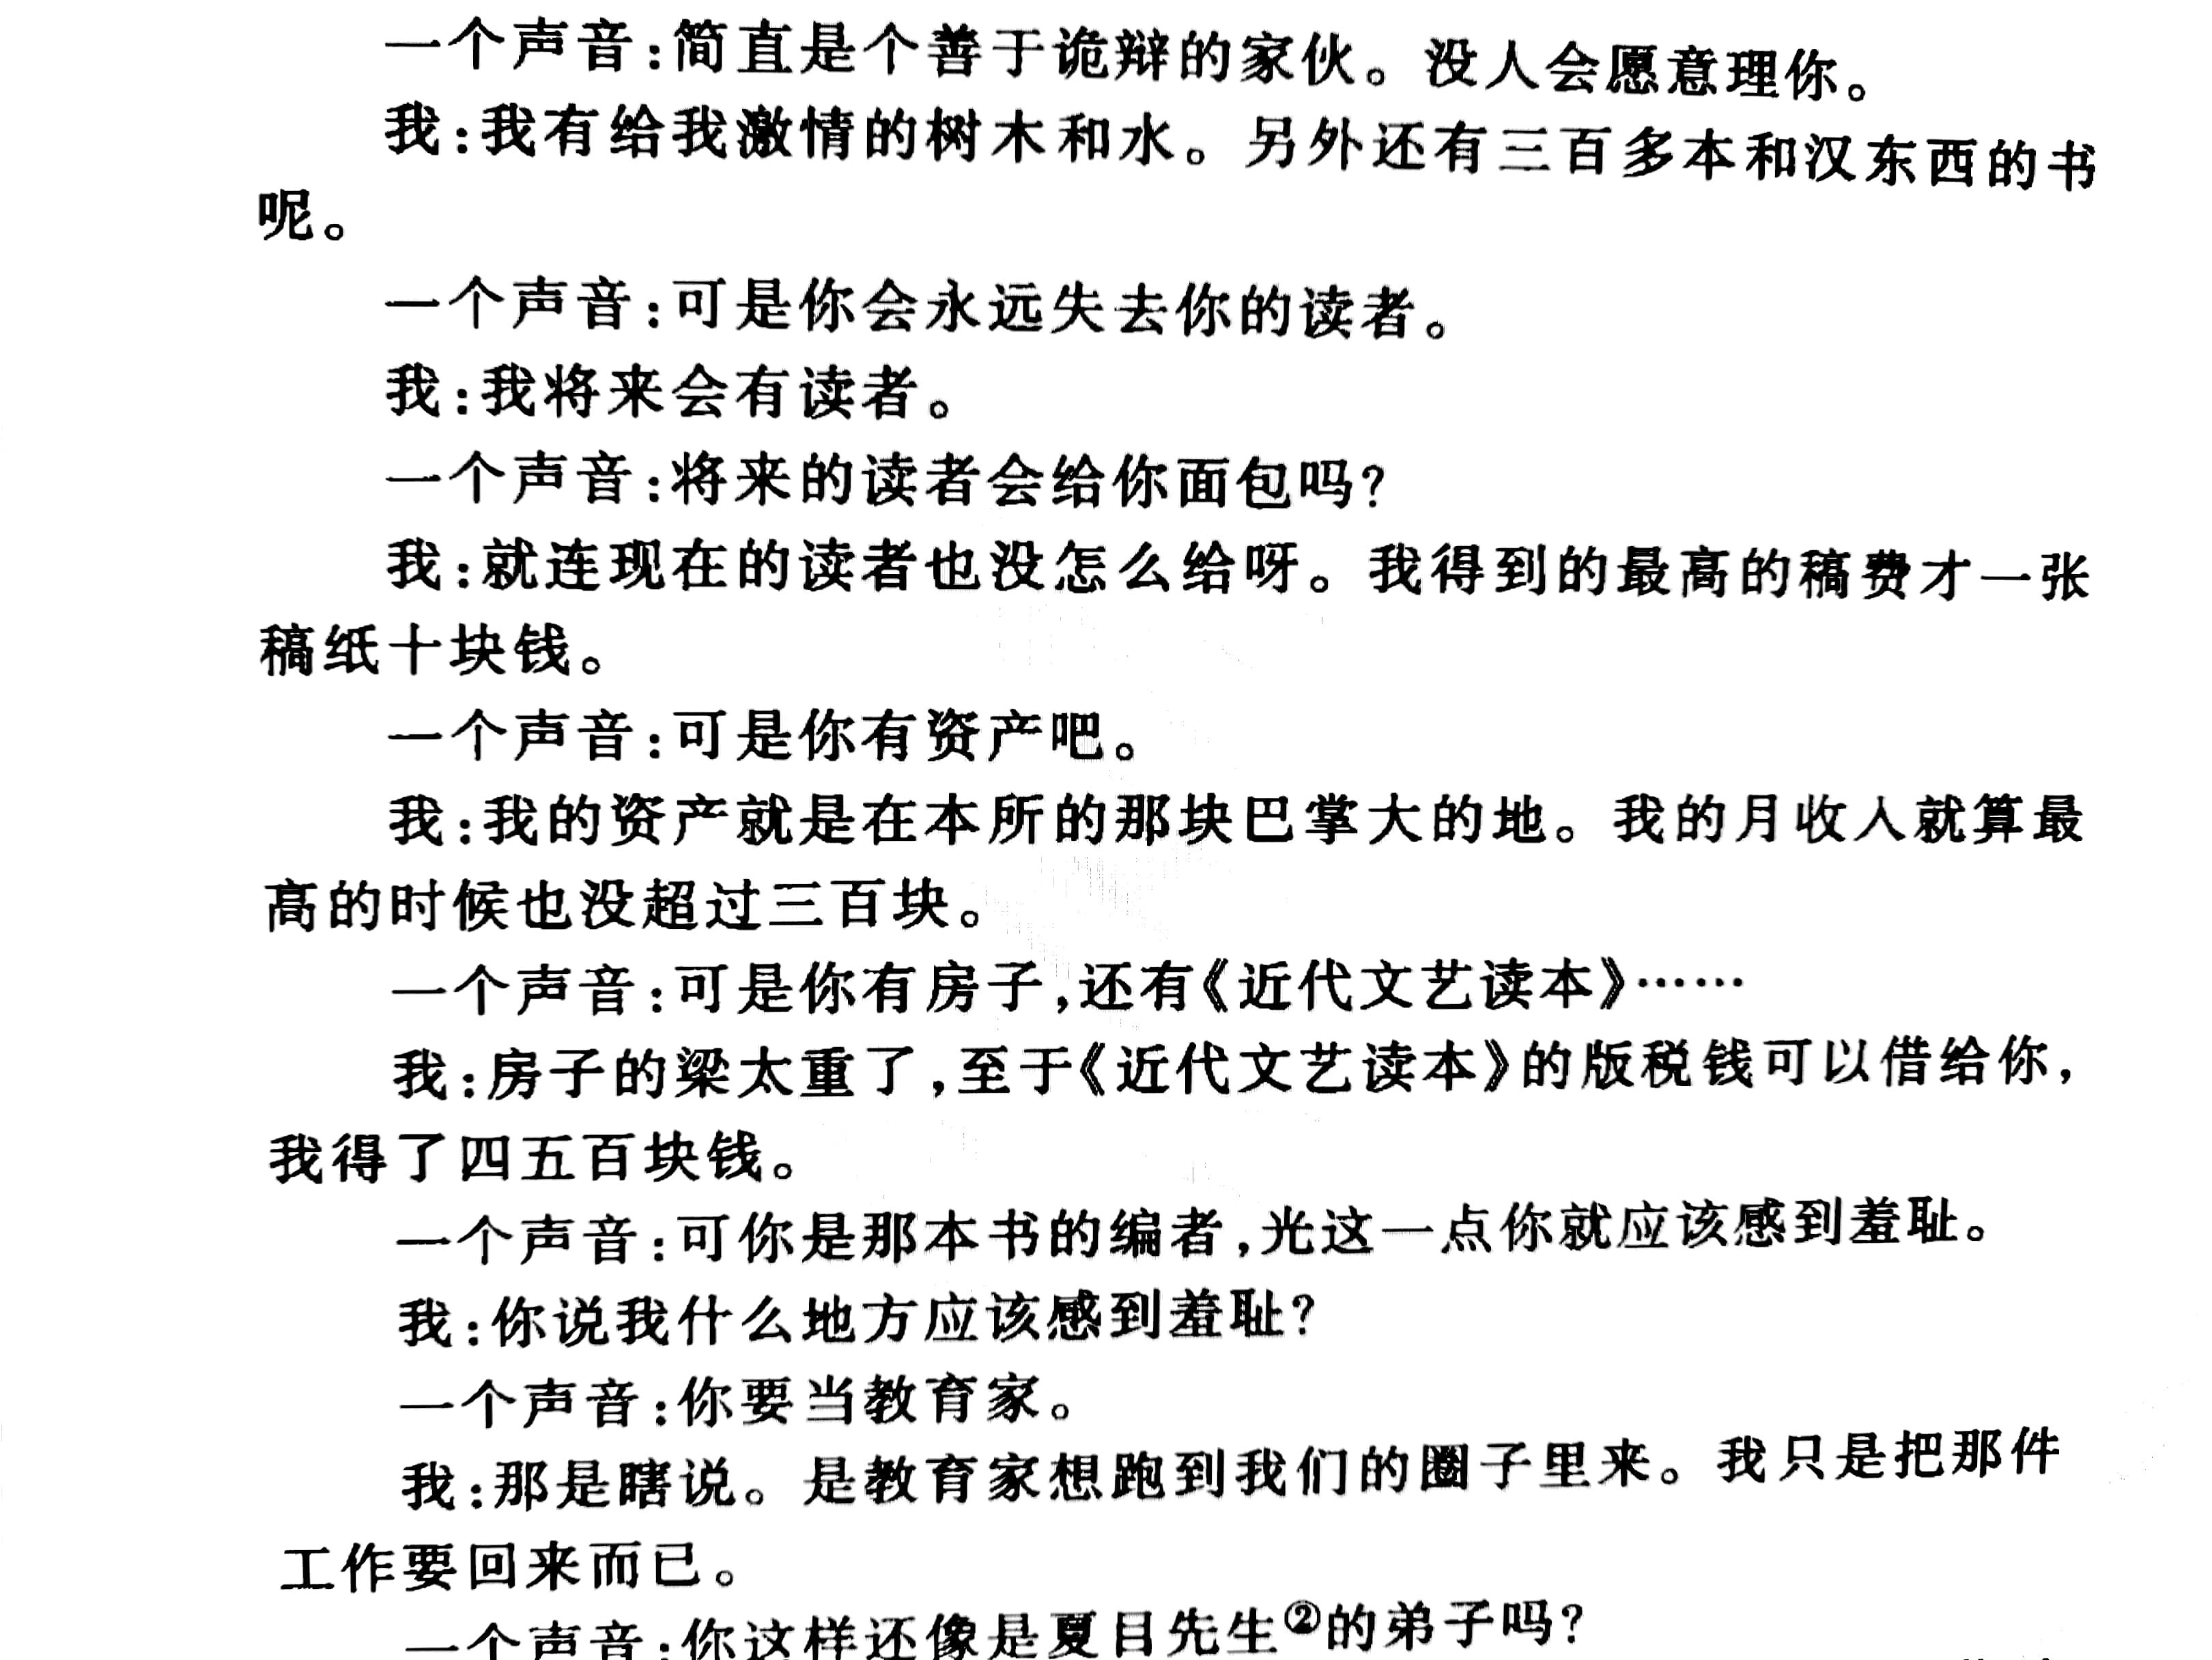 一个声音:简直是个善于诡辩的家伙。没人会愿意理你。
我:我有给我激情的树木和水。另外还有三百多本和汉东西的书
呢。
一个声音:可是你会永远失去你的读者。
我:我将来会有读者。
一个声音:将来的读者会给你面包吗?
我:就连现在的读者也没怎么给呀。我得到的最高的稿费才一张
稿纸十块钱。
一个声音:可是你有资产吧。
我:我的资产就是在本所的那块巴掌大的地。我的月收人就算最
高的时候也没超过三百块。
一个声音:可是你有房子,还有《近代文艺读本》……
我:房子的梁太重了,至于《近代文艺读本》的版税钱可以借给你,
我得了四五百块钱。
一个声音:可你是那本书的编者,光这一点你就应该感到羞耻。
我:你说我什么地方应该感到羞耻?
一个声音:你要当教育家。
我:那是瞎说。是教育家想跑到我们的圈子里来。我只是把那件
工作要回来而已。
一个声音:你这样还像是夏目先生②的弟子吗?